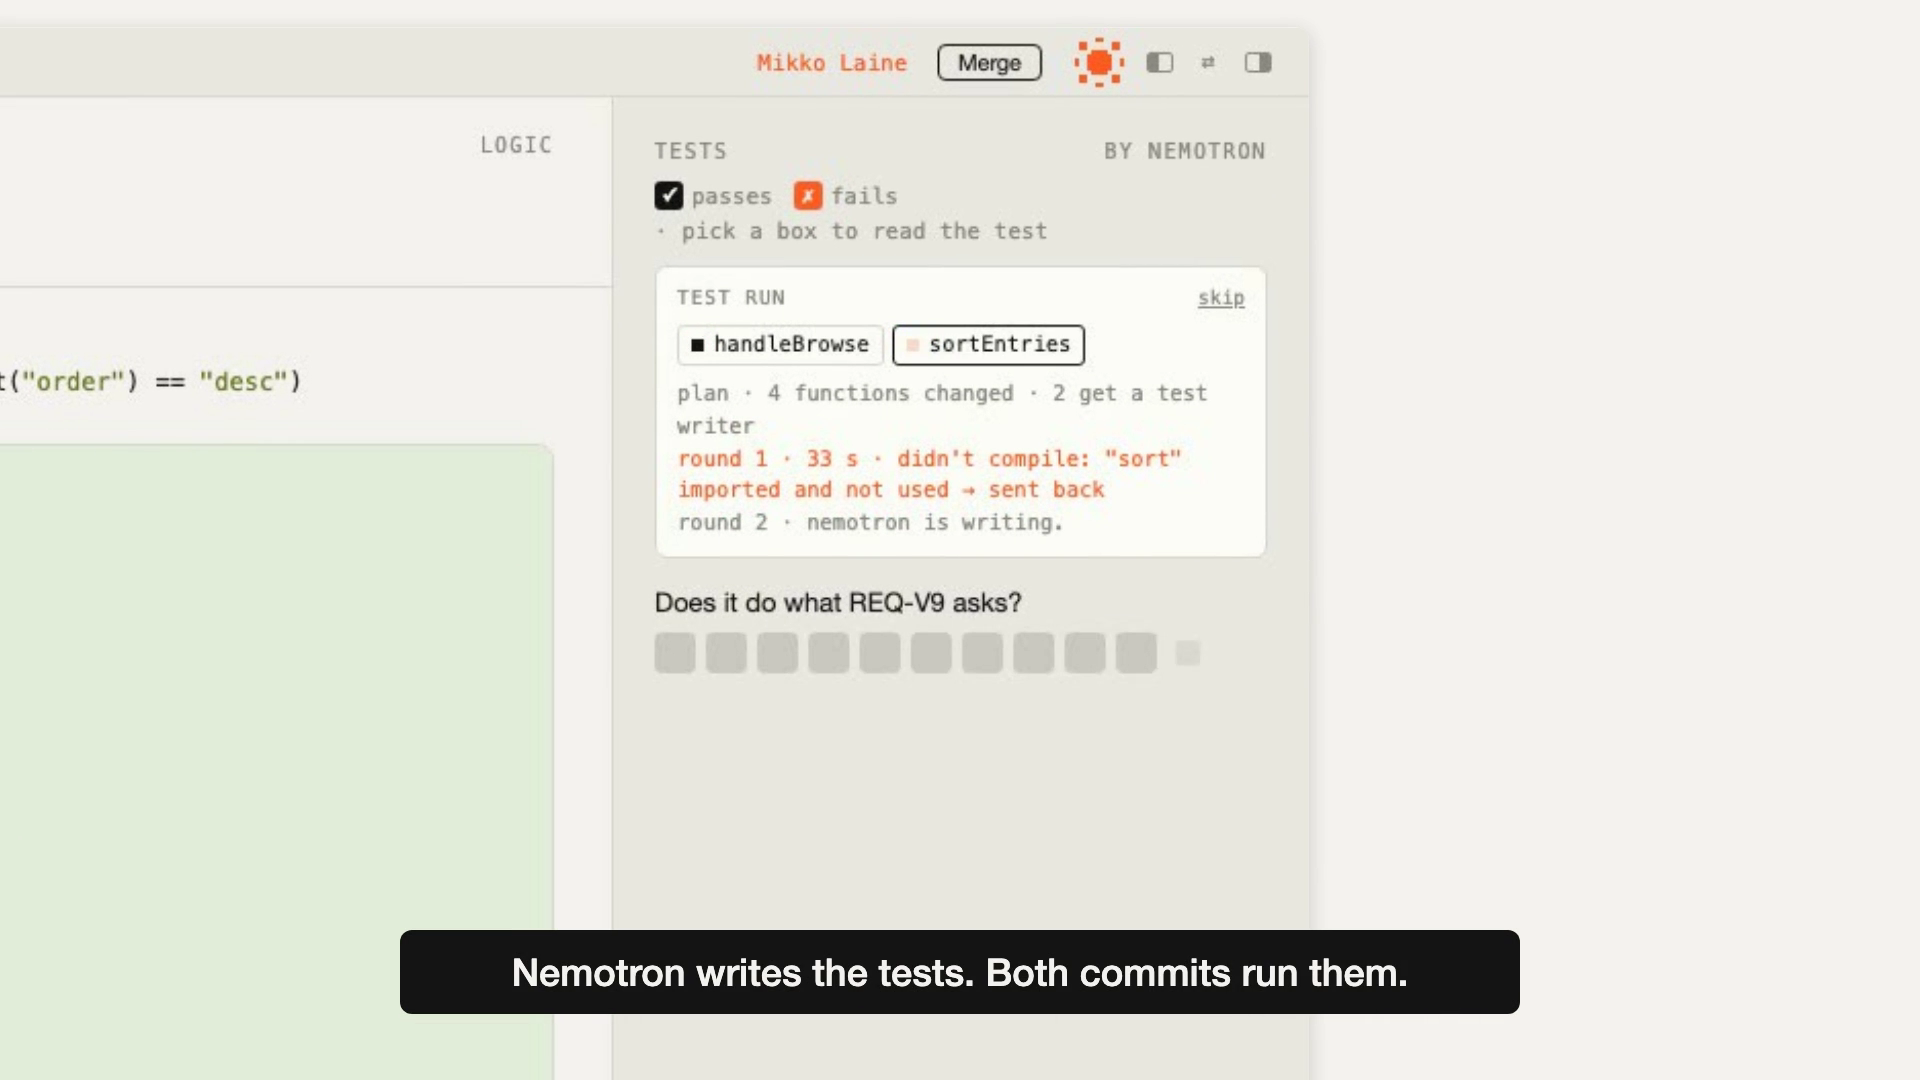 Mikko Laine Merge
LOGIC
t("order") == "desc")
TESTS BY NEMOTRON
passes fails
· pick a box to read the test
TEST RUN skip
handleBrowse sortEntries
plan · 4 functions changed · 2 get a test
writer
round 1 · 33 s · didn't compile: "sort"
imported and not used → sent back
round 2 · nemotron is writing.
Does it do what REQ-V9 asks?
Nemotron writes the tests. Both commits run them.